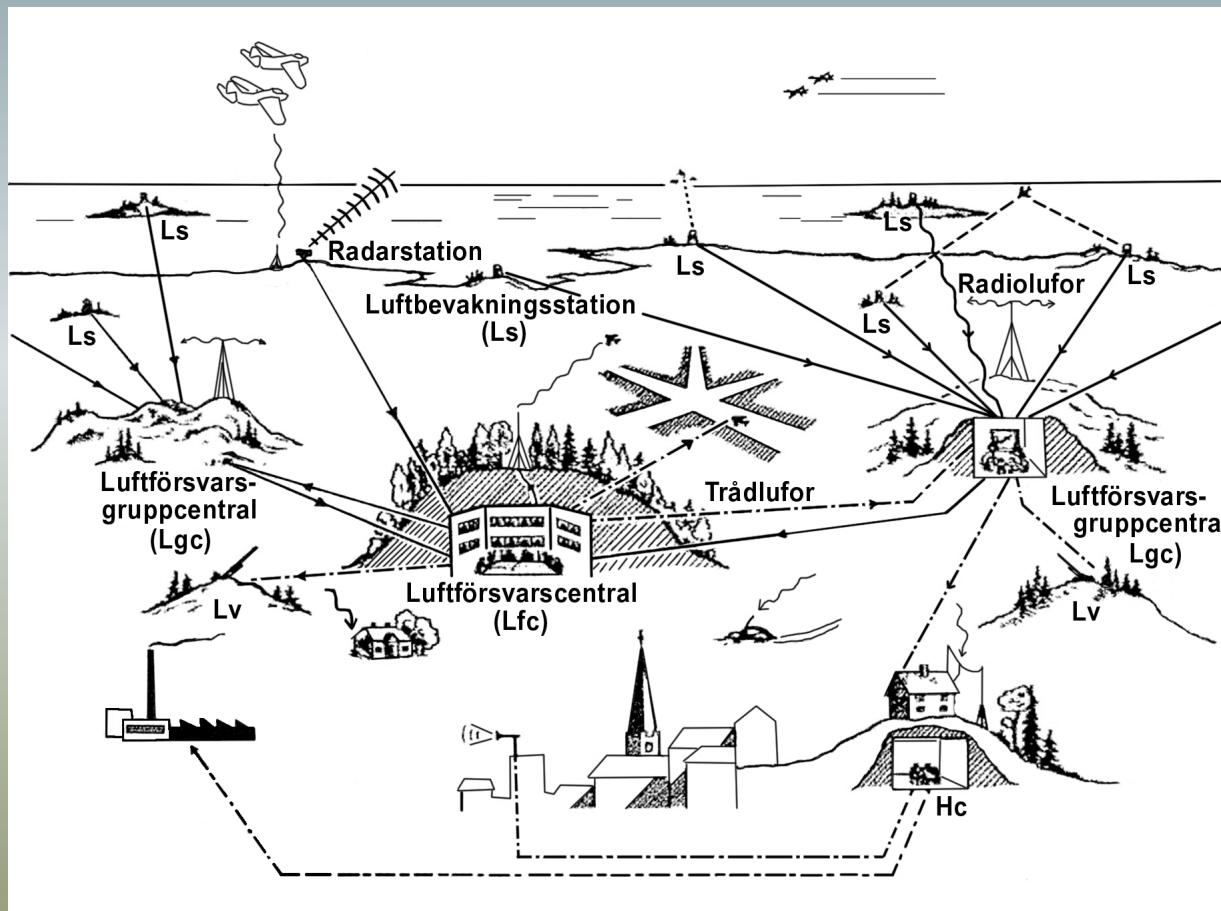 Ls
Ls
Radarstation
Ls
Ls
Radiolufor
Luftbevakningsstation
(Ls)
Ls
Ls
Trådlufor
Luftförsvars-
gruppcentral
(Lgc)
Luftförsvars-
gruppcentra
Lgc)
Luftförsvarscentral
(Lfc)
Lv
Lv
Hc